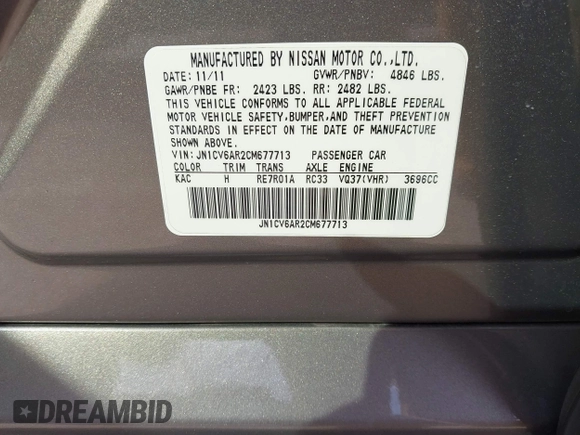 MANUFACTURED BY NISSAN MOTOR CO.,LTD.
DATE: 11/11 GVWR/PNBV: 4846 LBS.
GAWR/PNBE FR: 2423 LBS. RR: 2482 LBS.
THIS VEHICLE CONFORMS TO ALL APPLICABLE FEDERAL
MOTOR VEHICLE SAFETY,BUMPER,AND THEFT PREVENTION
STANDARDS IN EFFECT ON THE DATE OF MANUFACTURE
SHOWN ABOVE.
VIN: JN1CV6AR2CM677713 PASSENGER CAR
COLOR TRIM TRANS AXLE ENGINE
KAC H RE7R01A RC33 VQ37(VHR) 3696CC
JN1CV6AR2CM677713
DREAMBID